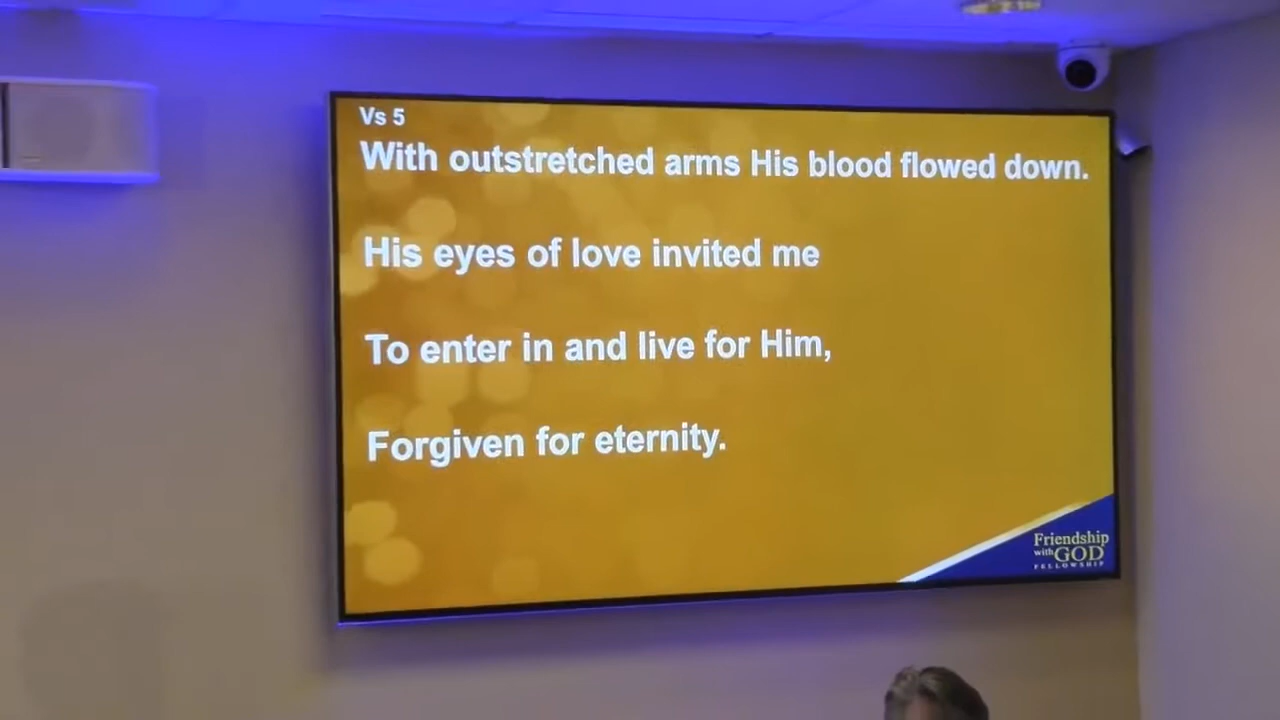 Vs 5
With outstretched arms His blood flowed down.
His eyes of love invited me
To enter in and live for Him,
Forgiven for eternity.
Friendship
with GOD
FELLOWSHIP